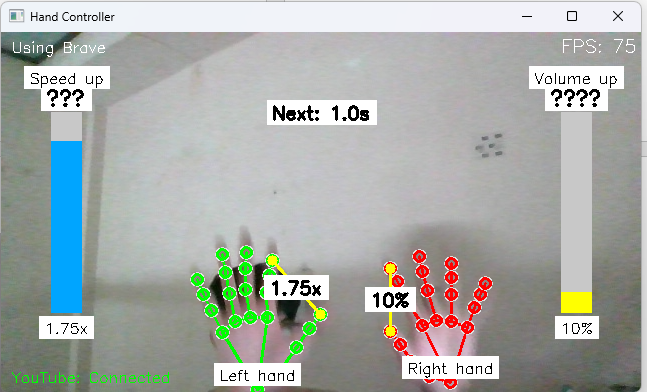 Hand Controller
Using Brave
FPS: 75
Speed up
???
Volume up
????
Next: 1.0s
1.75x
10%
1.75x
10%
Left hand
Right hand
YouTube: Connected